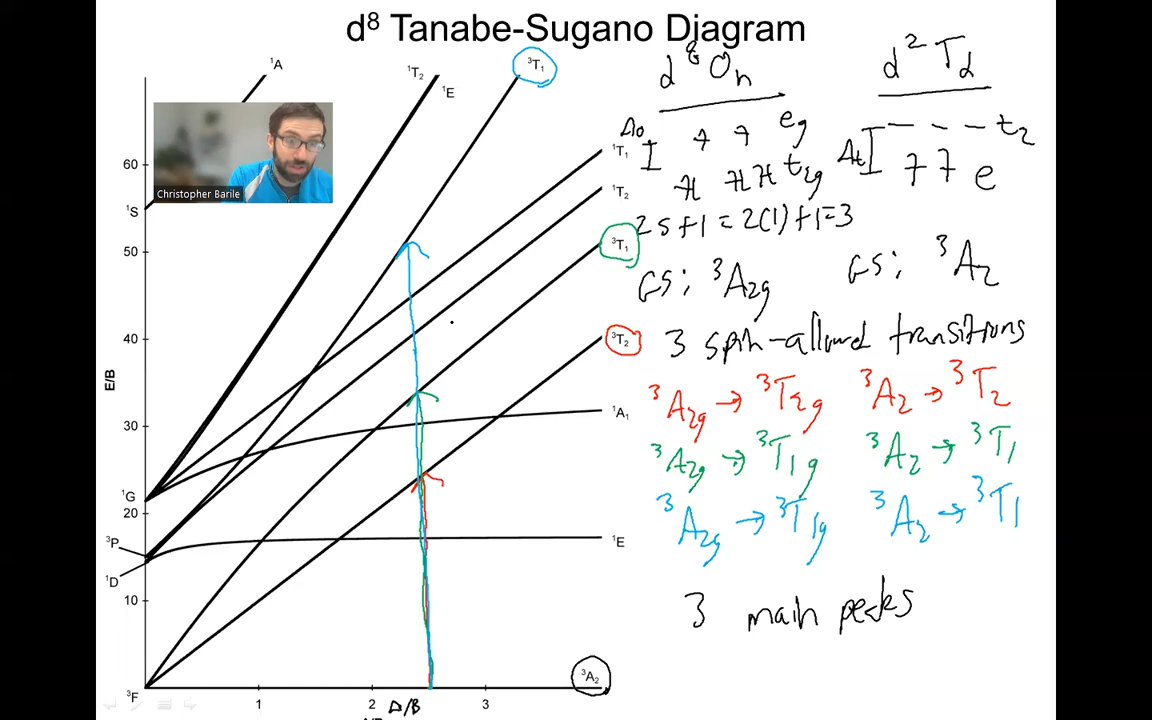 d⁸ Tanabe-Sugano Diagram
¹A
¹T₂
¹E
³T₁
60
¹S
50
40
E/B
30
¹G
20
³P
¹D
10
³F
1
2
Δ/B
3
¹T₁
¹T₂
³T₁
³T₂
¹A₁
¹E
³A₂
Christopher Barile
d⁸ Oh
Δo
eg
t2g
2s+1 = 2(1)+1=3
GS: ³A2g
d² Td
Δt
t2
e
GS: ³A2
3 spin-allowed transitions
³A2g → ³T2g ³A2 → ³T2
³A2g → ³T1g ³A2 → ³T1
³A2g → ³T1g ³A2 → ³T1
3 main peaks